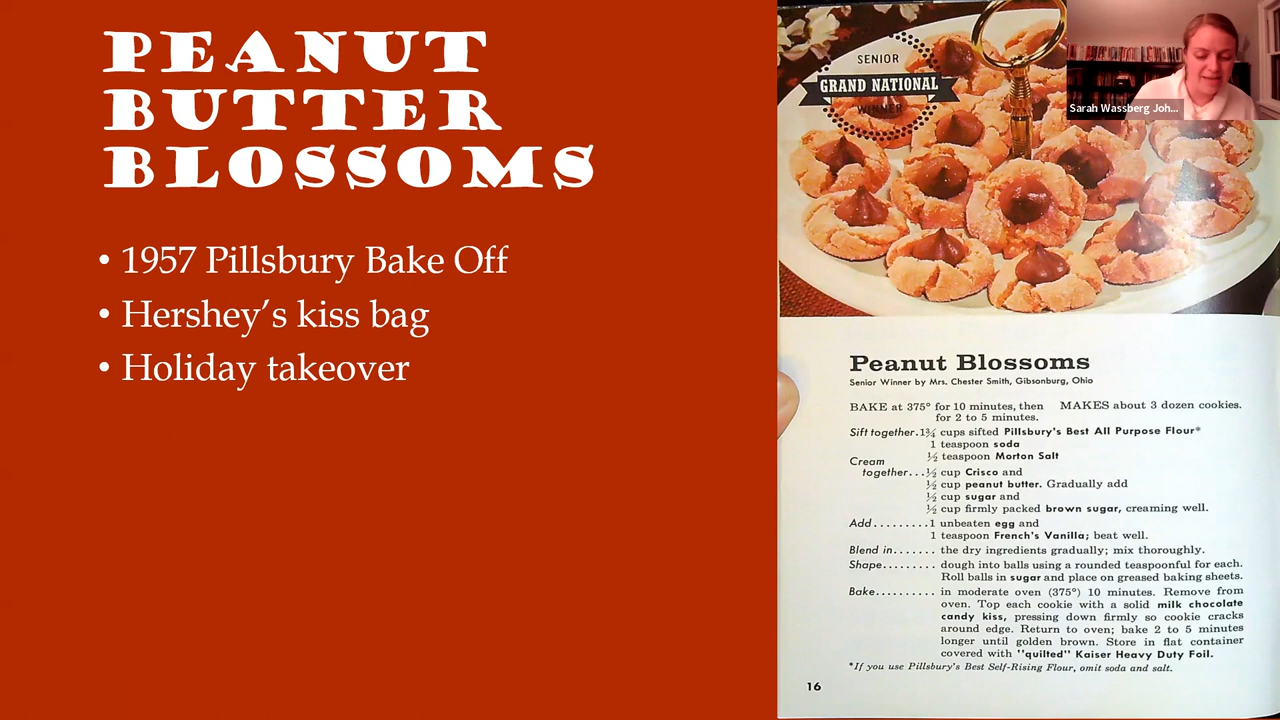 PEANUT
BUTTER
BLOSSOMS
• 1957 Pillsbury Bake Off
• Hershey's kiss bag
• Holiday takeover
SENIOR
GRAND NATIONAL
WINNER
Sarah Wassberg Joh...
Peanut Blossoms
Senior Winner by Mrs. Chester Smith, Gibsonburg, Ohio
BAKE at 375° for 10 minutes, then MAKES about 3 dozen cookies.
for 2 to 5 minutes.
Sift together.1¾ cups sifted Pillsbury's Best All Purpose Flour*
1 teaspoon soda
½ teaspoon Morton Salt
Cream
together...½ cup Crisco and
½ cup peanut butter. Gradually add
½ cup sugar and
½ cup firmly packed brown sugar, creaming well.
Add.........1 unbeaten egg and
1 teaspoon French's Vanilla; beat well.
Blend in....... the dry ingredients gradually; mix thoroughly.
Shape......... dough into balls using a rounded teaspoonful for each.
Roll balls in sugar and place on greased baking sheets.
Bake.......... in moderate oven (375°) 10 minutes. Remove from
oven. Top each cookie with a solid milk chocolate
candy kiss, pressing down firmly so cookie cracks
around edge. Return to oven; bake 2 to 5 minutes
longer until golden brown. Store in flat container
covered with "quilted" Kaiser Heavy Duty Foil.
*If you use Pillsbury's Best Self-Rising Flour, omit soda and salt.
16